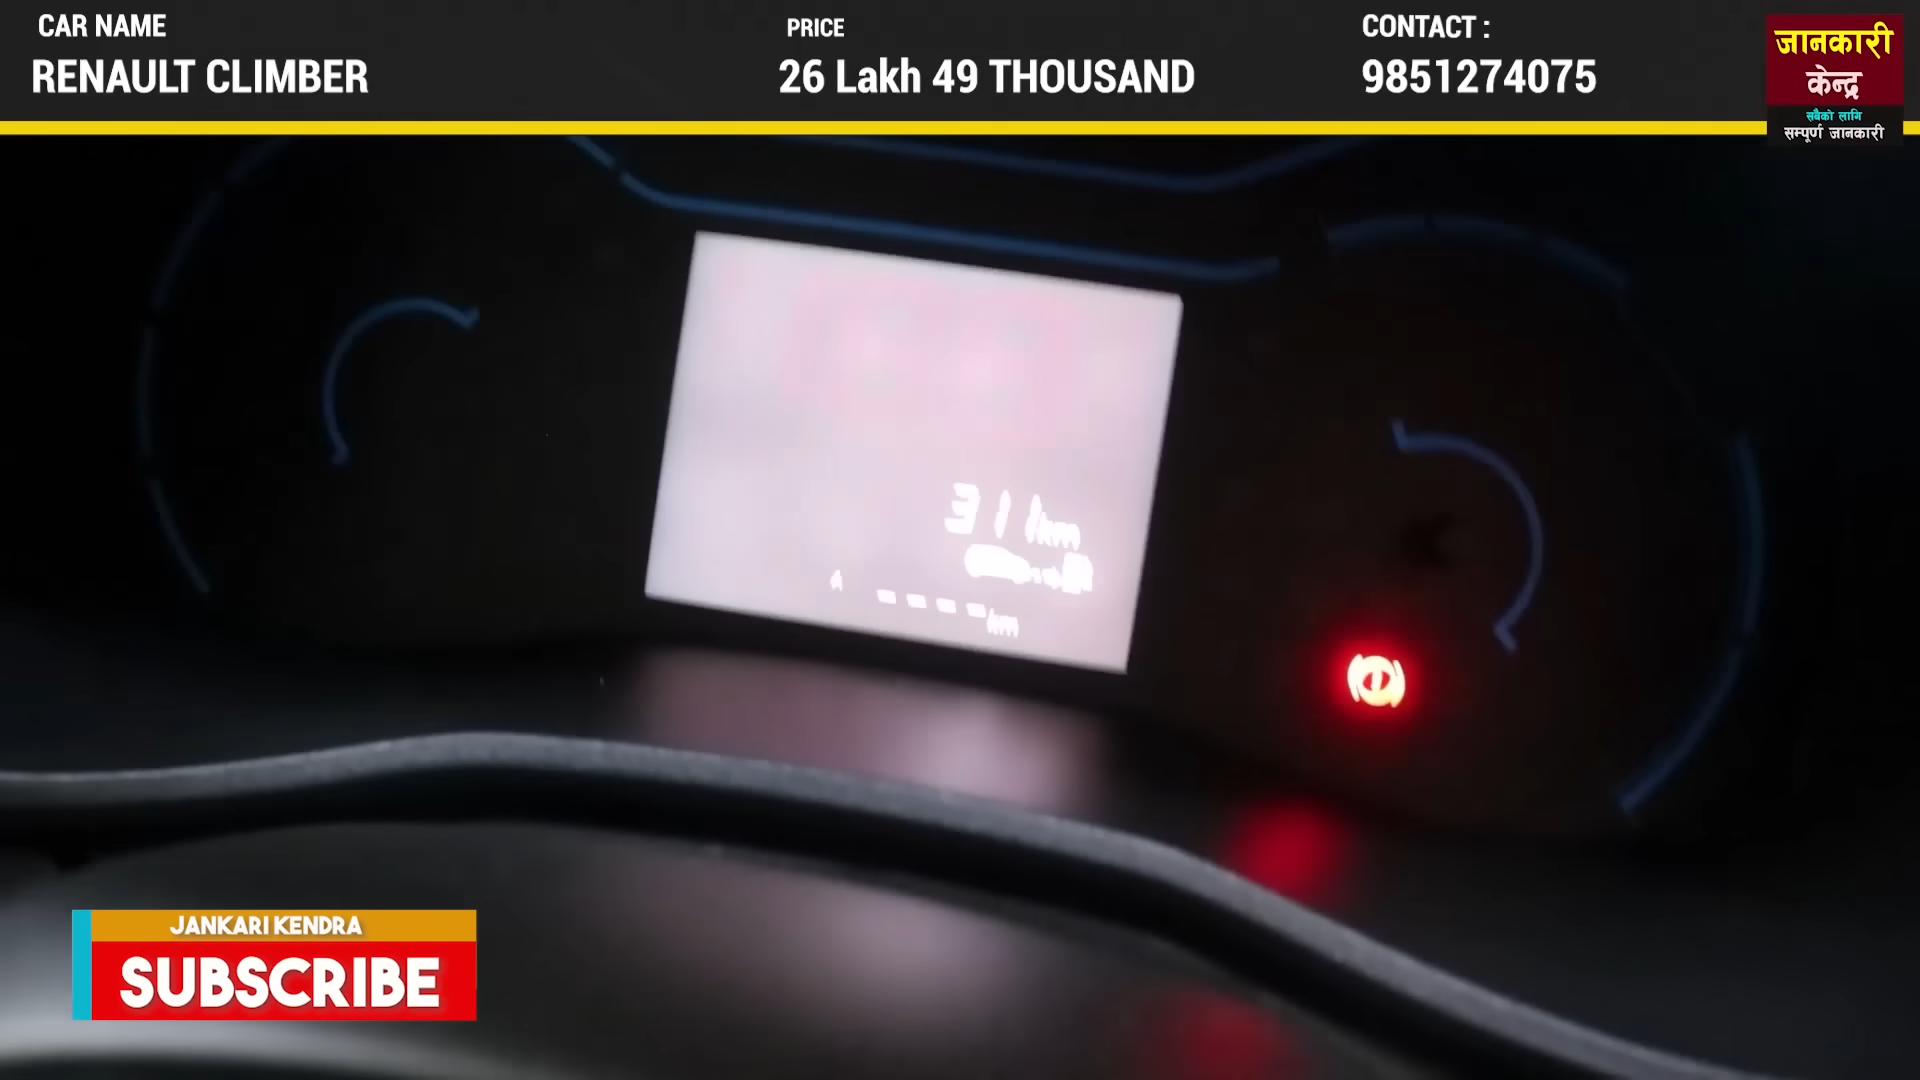 CAR NAME
RENAULT CLIMBER
PRICE
26 Lakh 49 THOUSAND
CONTACT :
9851274075
जानकारी
केन्द्र
सबैको लागि
सम्पूर्ण जानकारी
311km
A ----km
JANKARI KENDRA
SUBSCRIBE